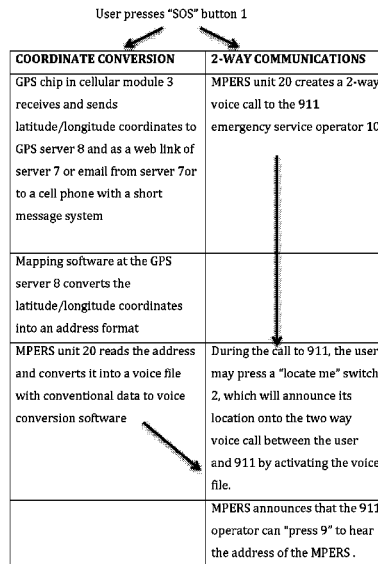 User presses “SOS” button 1
COORDINATE CONVERSION
GPS chip in cellular module 3
receives and sends
latitude/longitude coordinates to
GPS server 8 and as a web link of
server 7 or email from server 7or
to a cell phone with a short
message system
Mapping software at the GPS
server 8 converts the
latitude/longitude coordinates
into an address format
MPERS unit 20 reads the address
and converts it into a voice file
with conventional data to voice
conversion software
2-WAY COMMUNICATIONS
MPERS unit 20 creates a 2-way
voice call to the 911
emergency service operator 10
During the call to 911, the user
may press a “locate me” switch
2, which will announce its
location onto the two way
voice call between the user
and 911 by activating the voice
file.
MPERS announces that the 911
operator can “press 9” to hear
the address of the MPERS .